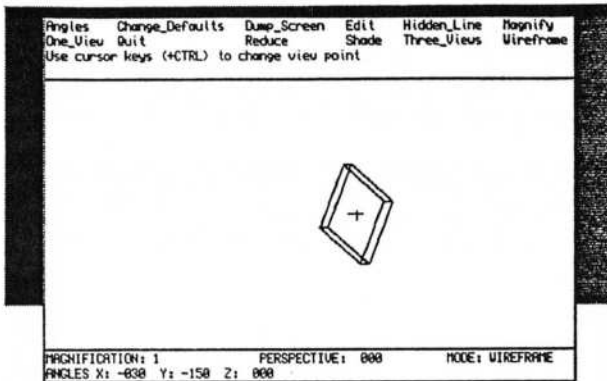 Angles Change_Defaults Dump_Screen Edit Hidden_Line Magnify
One_View Quit Reduce Shade Three_Views Wireframe
Use cursor keys (+CTRL) to change view point
MAGNIFICATION: 1 PERSPECTIVE: 000 MODE: WIREFRAME
ANGLES X: -030 Y: -150 Z: 000